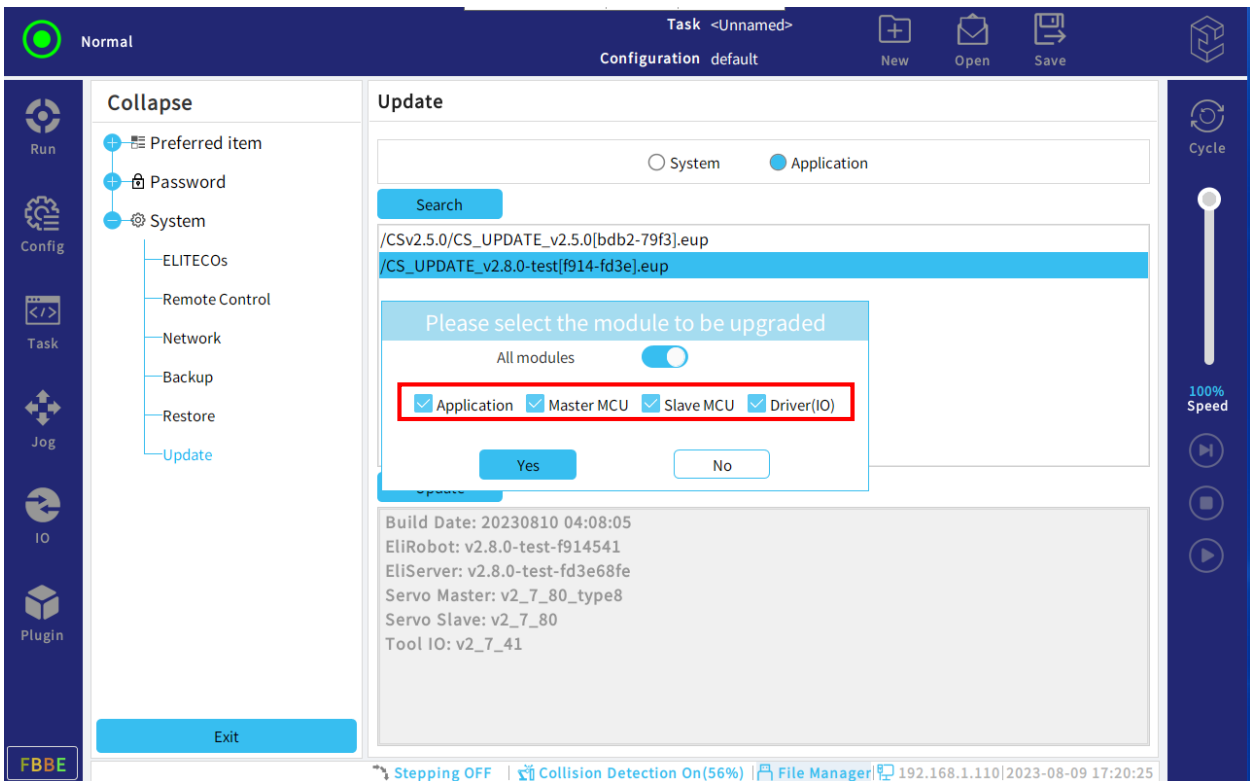 Normal
Task <Unnamed>
Configuration default
New
Open
Save
Run
Config
Task
Jog
IO
Plugin
FBBE
Collapse
Preferred item
Password
System
ELITECOs
Remote Control
Network
Backup
Restore
Update
Exit
Update
System Application
Search
/CSv2.5.0/CS_UPDATE_v2.5.0[bdb2-79f3].eup
/CS_UPDATE_v2.8.0-test[f914-fd3e].eup
Please select the module to be upgraded
All modules
Application Master MCU Slave MCU Driver(IO)
Yes No
Update
Build Date: 20230810 04:08:05
EliRobot: v2.8.0-test-f914541
EliServer: v2.8.0-test-fd3e68fe
Servo Master: v2_7_80_type8
Servo Slave: v2_7_80
Tool IO: v2_7_41
Cycle
100%
Speed
Stepping OFF | Collision Detection On(56%) | File Manager | 192.168.1.110|2023-08-09 17:20:25